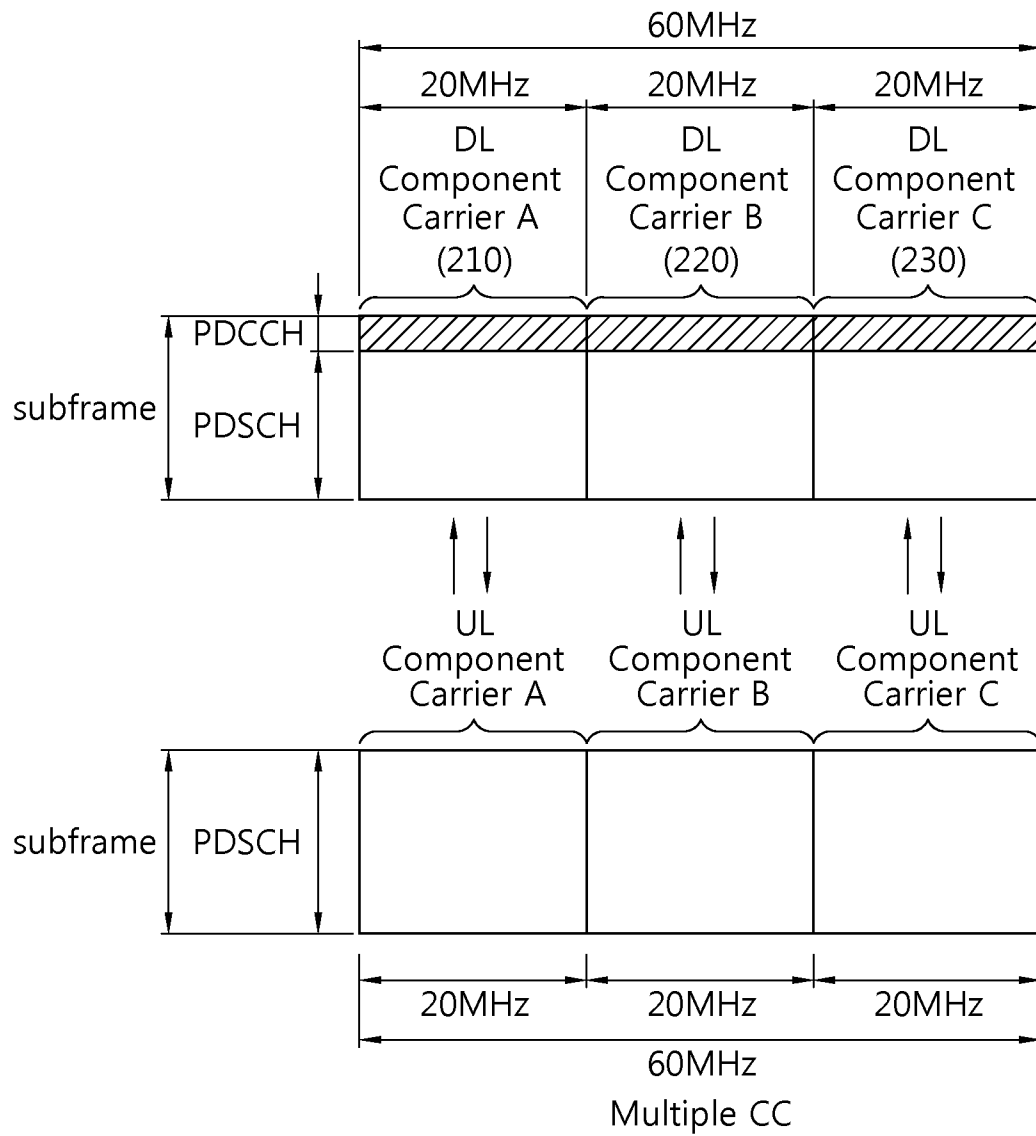 60MHz
20MHz 20MHz 20MHz
DL Component Carrier A (210)
DL Component Carrier B (220)
DL Component Carrier C (230)
PDCCH
subframe
PDSCH
UL Component Carrier A
UL Component Carrier B
UL Component Carrier C
subframe
PDSCH
20MHz 20MHz 20MHz
60MHz
Multiple CC